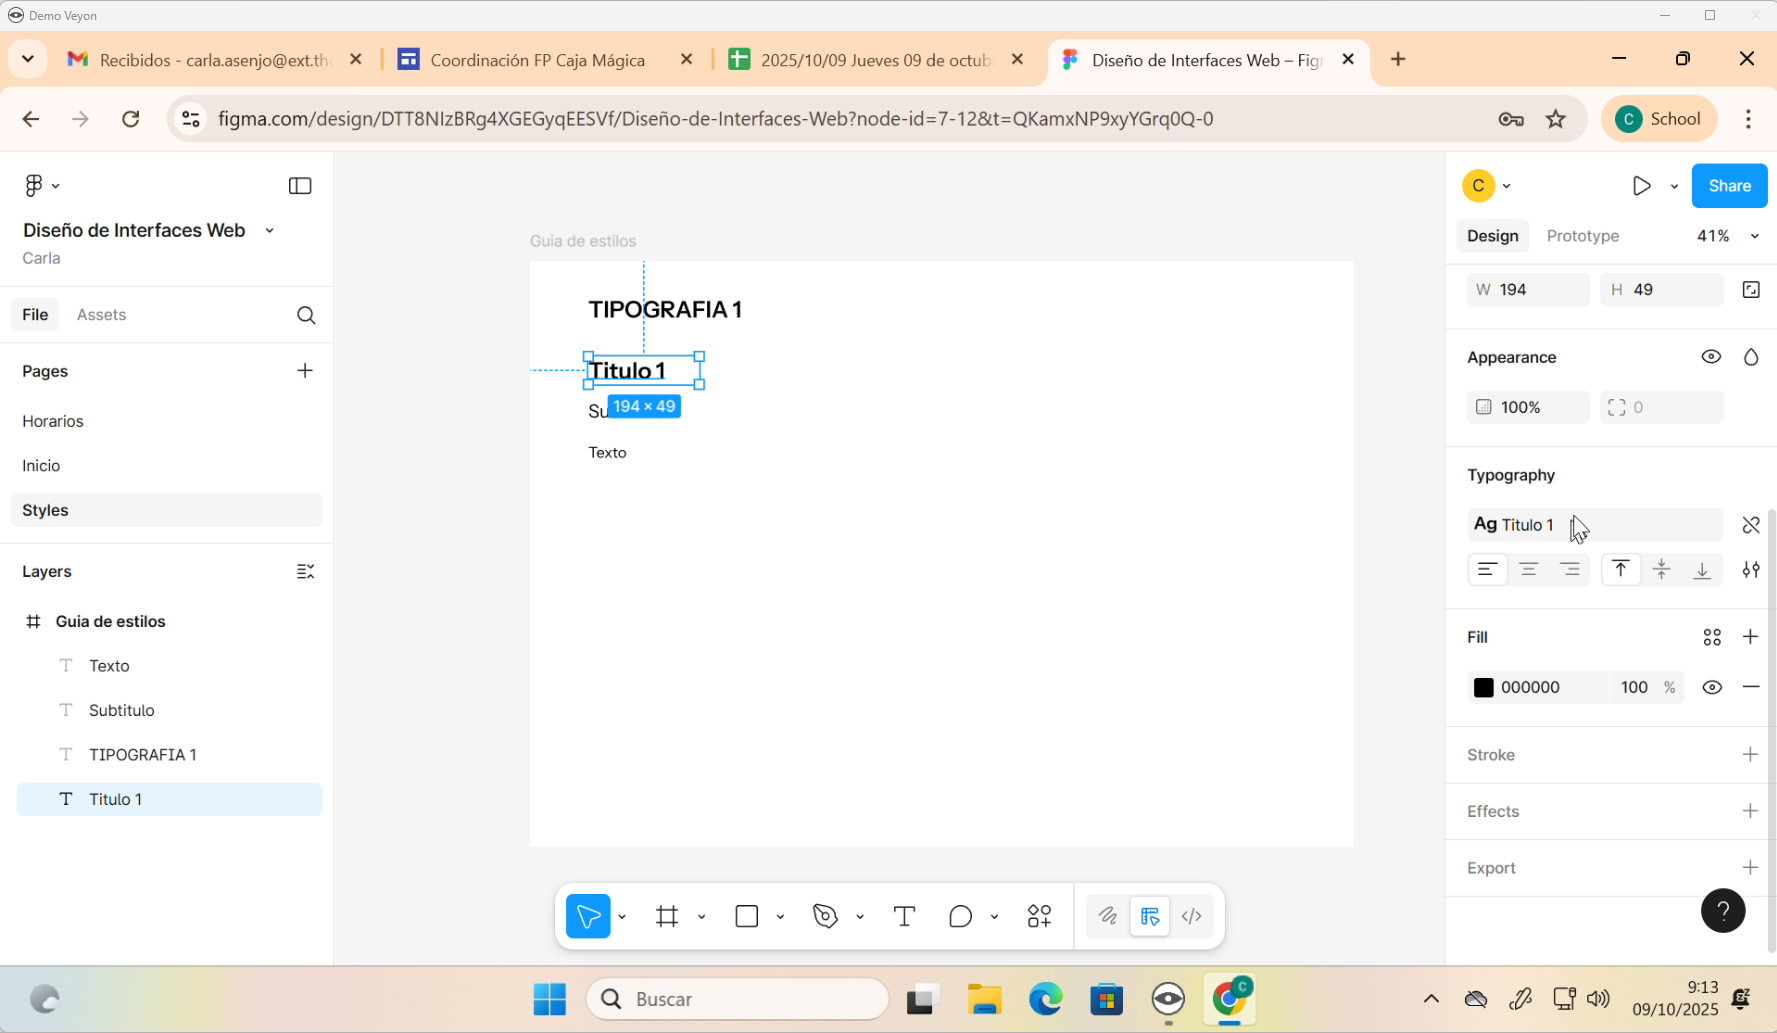 Demo Veyon
Recibidos - carla.asenjo@ext.th
Coordinación FP Caja Mágica
2025/10/09 Jueves 09 de octub
Diseño de Interfaces Web – Fig
figma.com/design/DTT8NIzBRg4XGEGyqEESVf/Diseño-de-Interfaces-Web?node-id=7-12&t=QKamxNP9xyYGrq0Q-0
C School
Diseño de Interfaces Web
Carla
File Assets
Pages
Horarios
Inicio
Styles
Layers
Guia de estilos
Texto
Subtitulo
TIPOGRAFIA 1
Titulo 1
Guia de estilos
TIPOGRAFIA 1
Titulo 1
194 × 49
Su
Texto
C
Share
Design Prototype 41%
W 194 H 49
Appearance
100% 0
Typography
Ag Titulo 1
Fill
000000 100 %
Stroke
Effects
Export
?
Buscar
C
9:13
09/10/2025